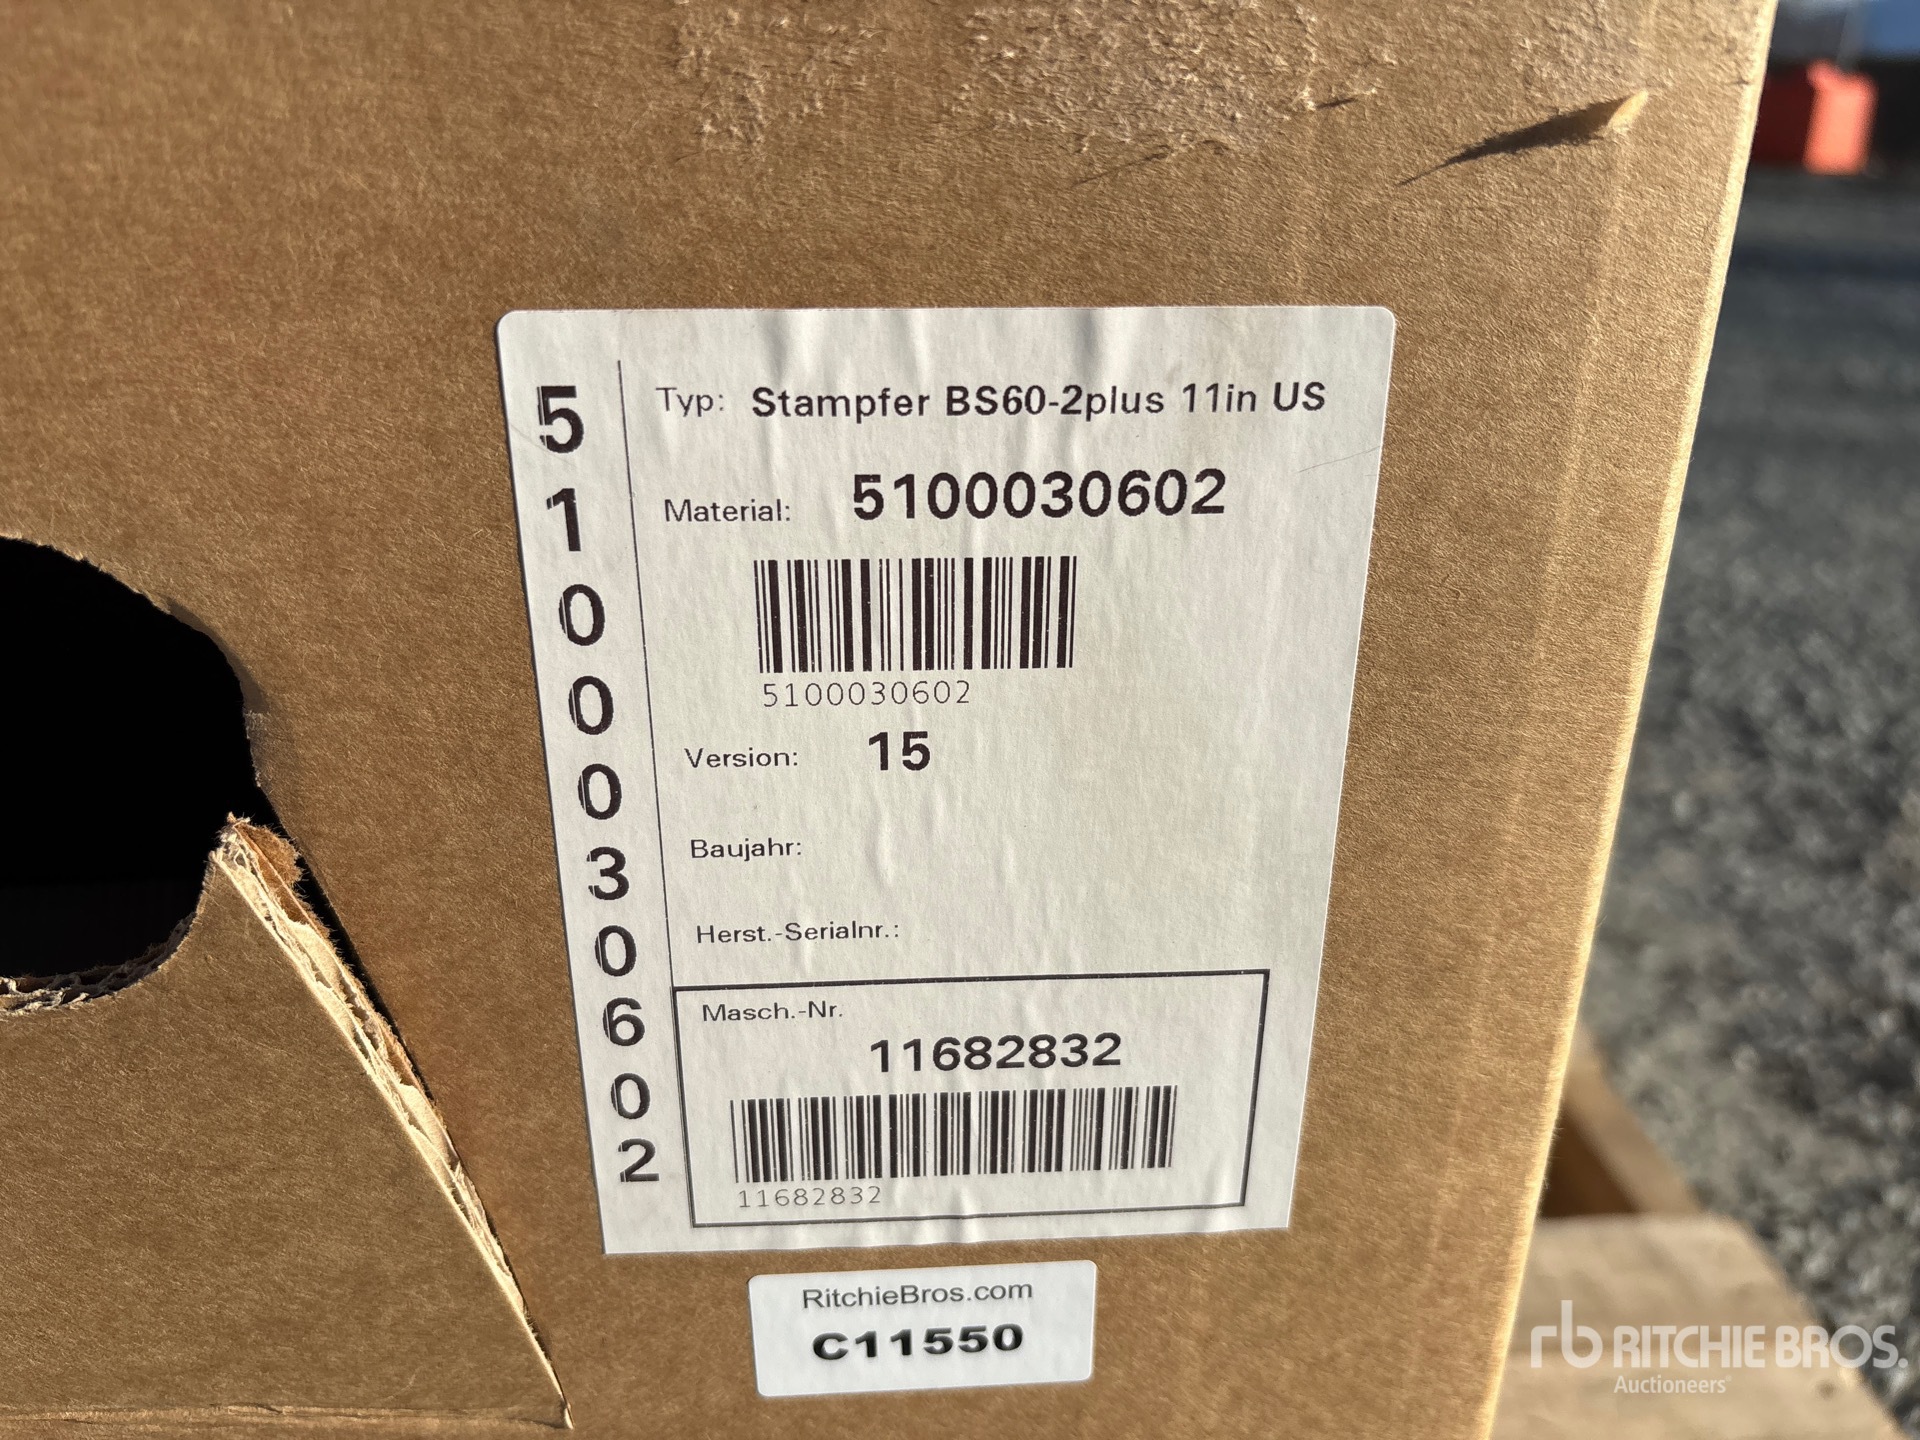 5100030602
Typ: Stampfer BS60-2plus 11in US
Material: 5100030602
5100030602
Version: 15
Baujahr:
Herst.-Serialnr.:
Masch.-Nr.
11682832
11682832
RitchieBros.com
C11550
rb RITCHIE BROS.
Auctioneers